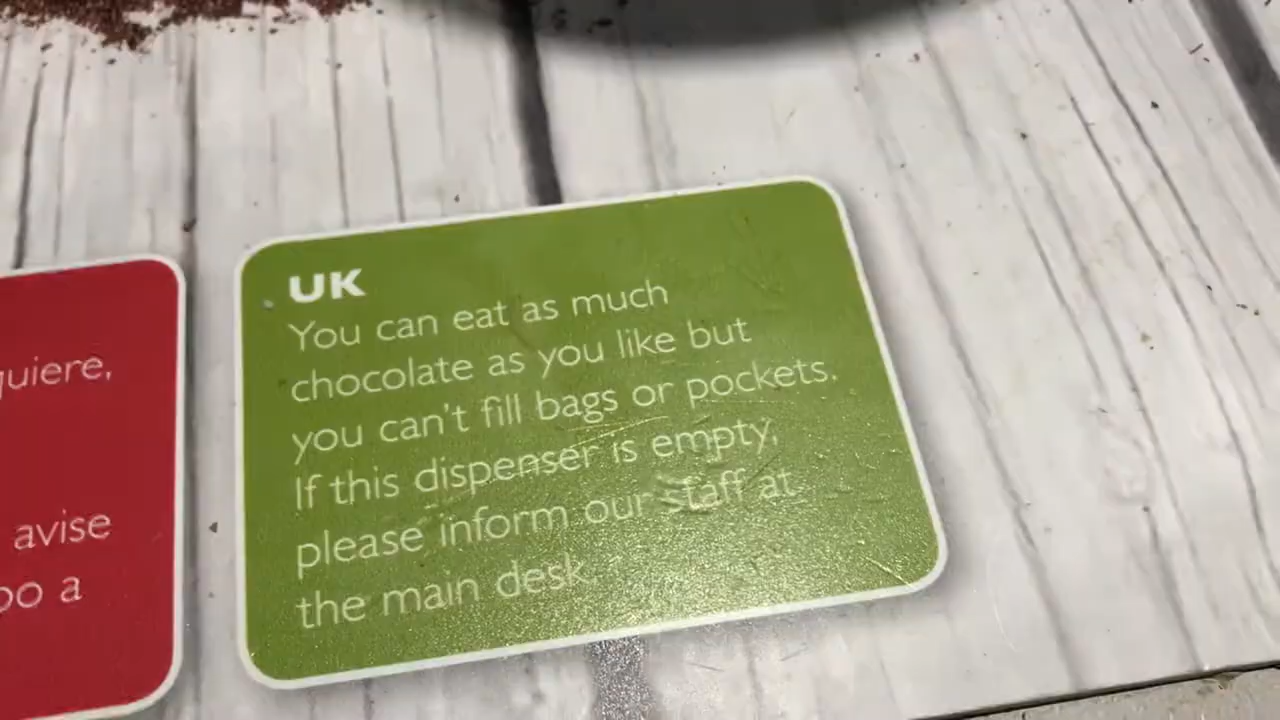 quiere,
avise
a
UK
You can eat as much
chocolate as you like but
you can't fill bags or pockets.
If this dispenser is empty,
please inform our staff at
the main desk.